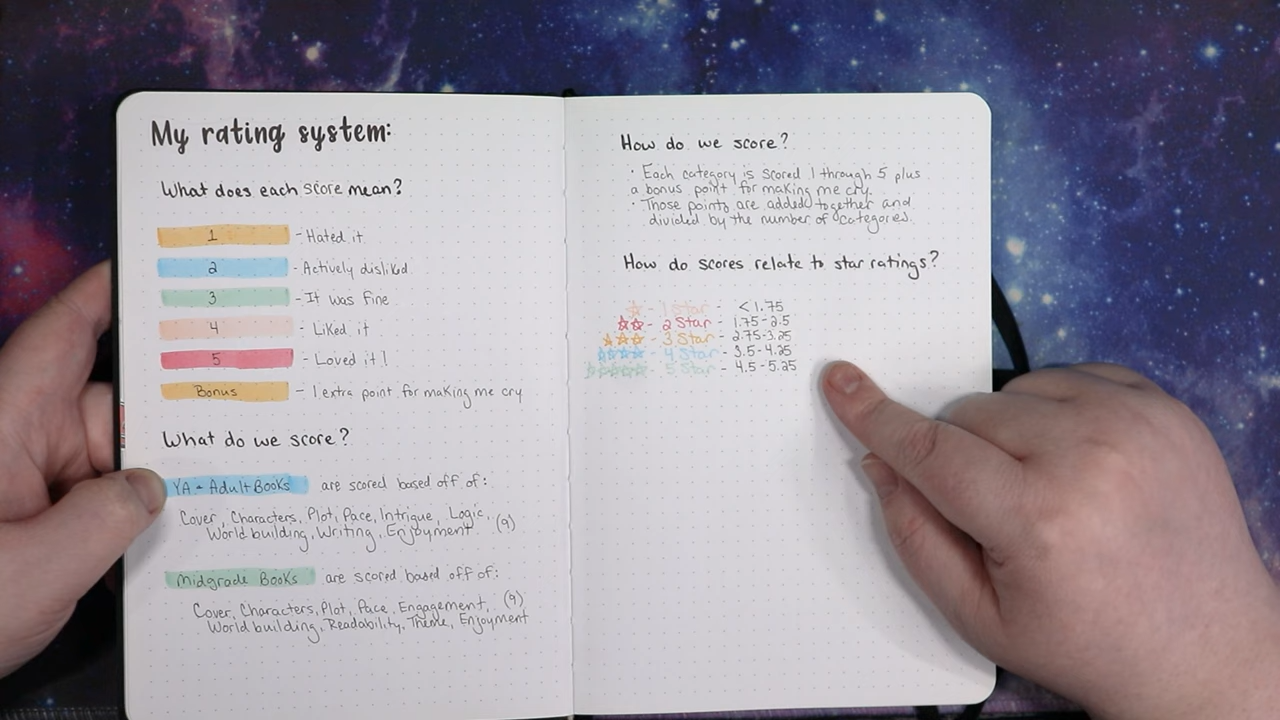 My rating system:
What does each score mean?
1 - Hated it
2 - Actively disliked
3 - It was fine
4 - Liked it
5 - Loved it!
Bonus - 1 extra point for making me cry
What do we score?
YA + Adult Books are scored based off of:
Cover, Characters, Plot, Pace, Intrigue, Logic,
World building, Writing, Enjoyment (9)
Midgrade Books are scored based off of:
Cover, Characters, Plot, Pace, Engagement, (9)
World building, Readability, Theme, Enjoyment
How do we score?
• Each category is scored 1 through 5 plus
a bonus point for making me cry.
• Those points are added together and
divided by the number of categories.
How do scores relate to star ratings?
☆ - 1 Star - < 1.75
☆☆ - 2 Star - 1.75 - 2.5
☆☆☆ - 3 Star - 2.75 - 3.25
☆☆☆☆ - 4 Star - 3.5 - 4.25
☆☆☆☆☆ - 5 Star - 4.5 - 5.25